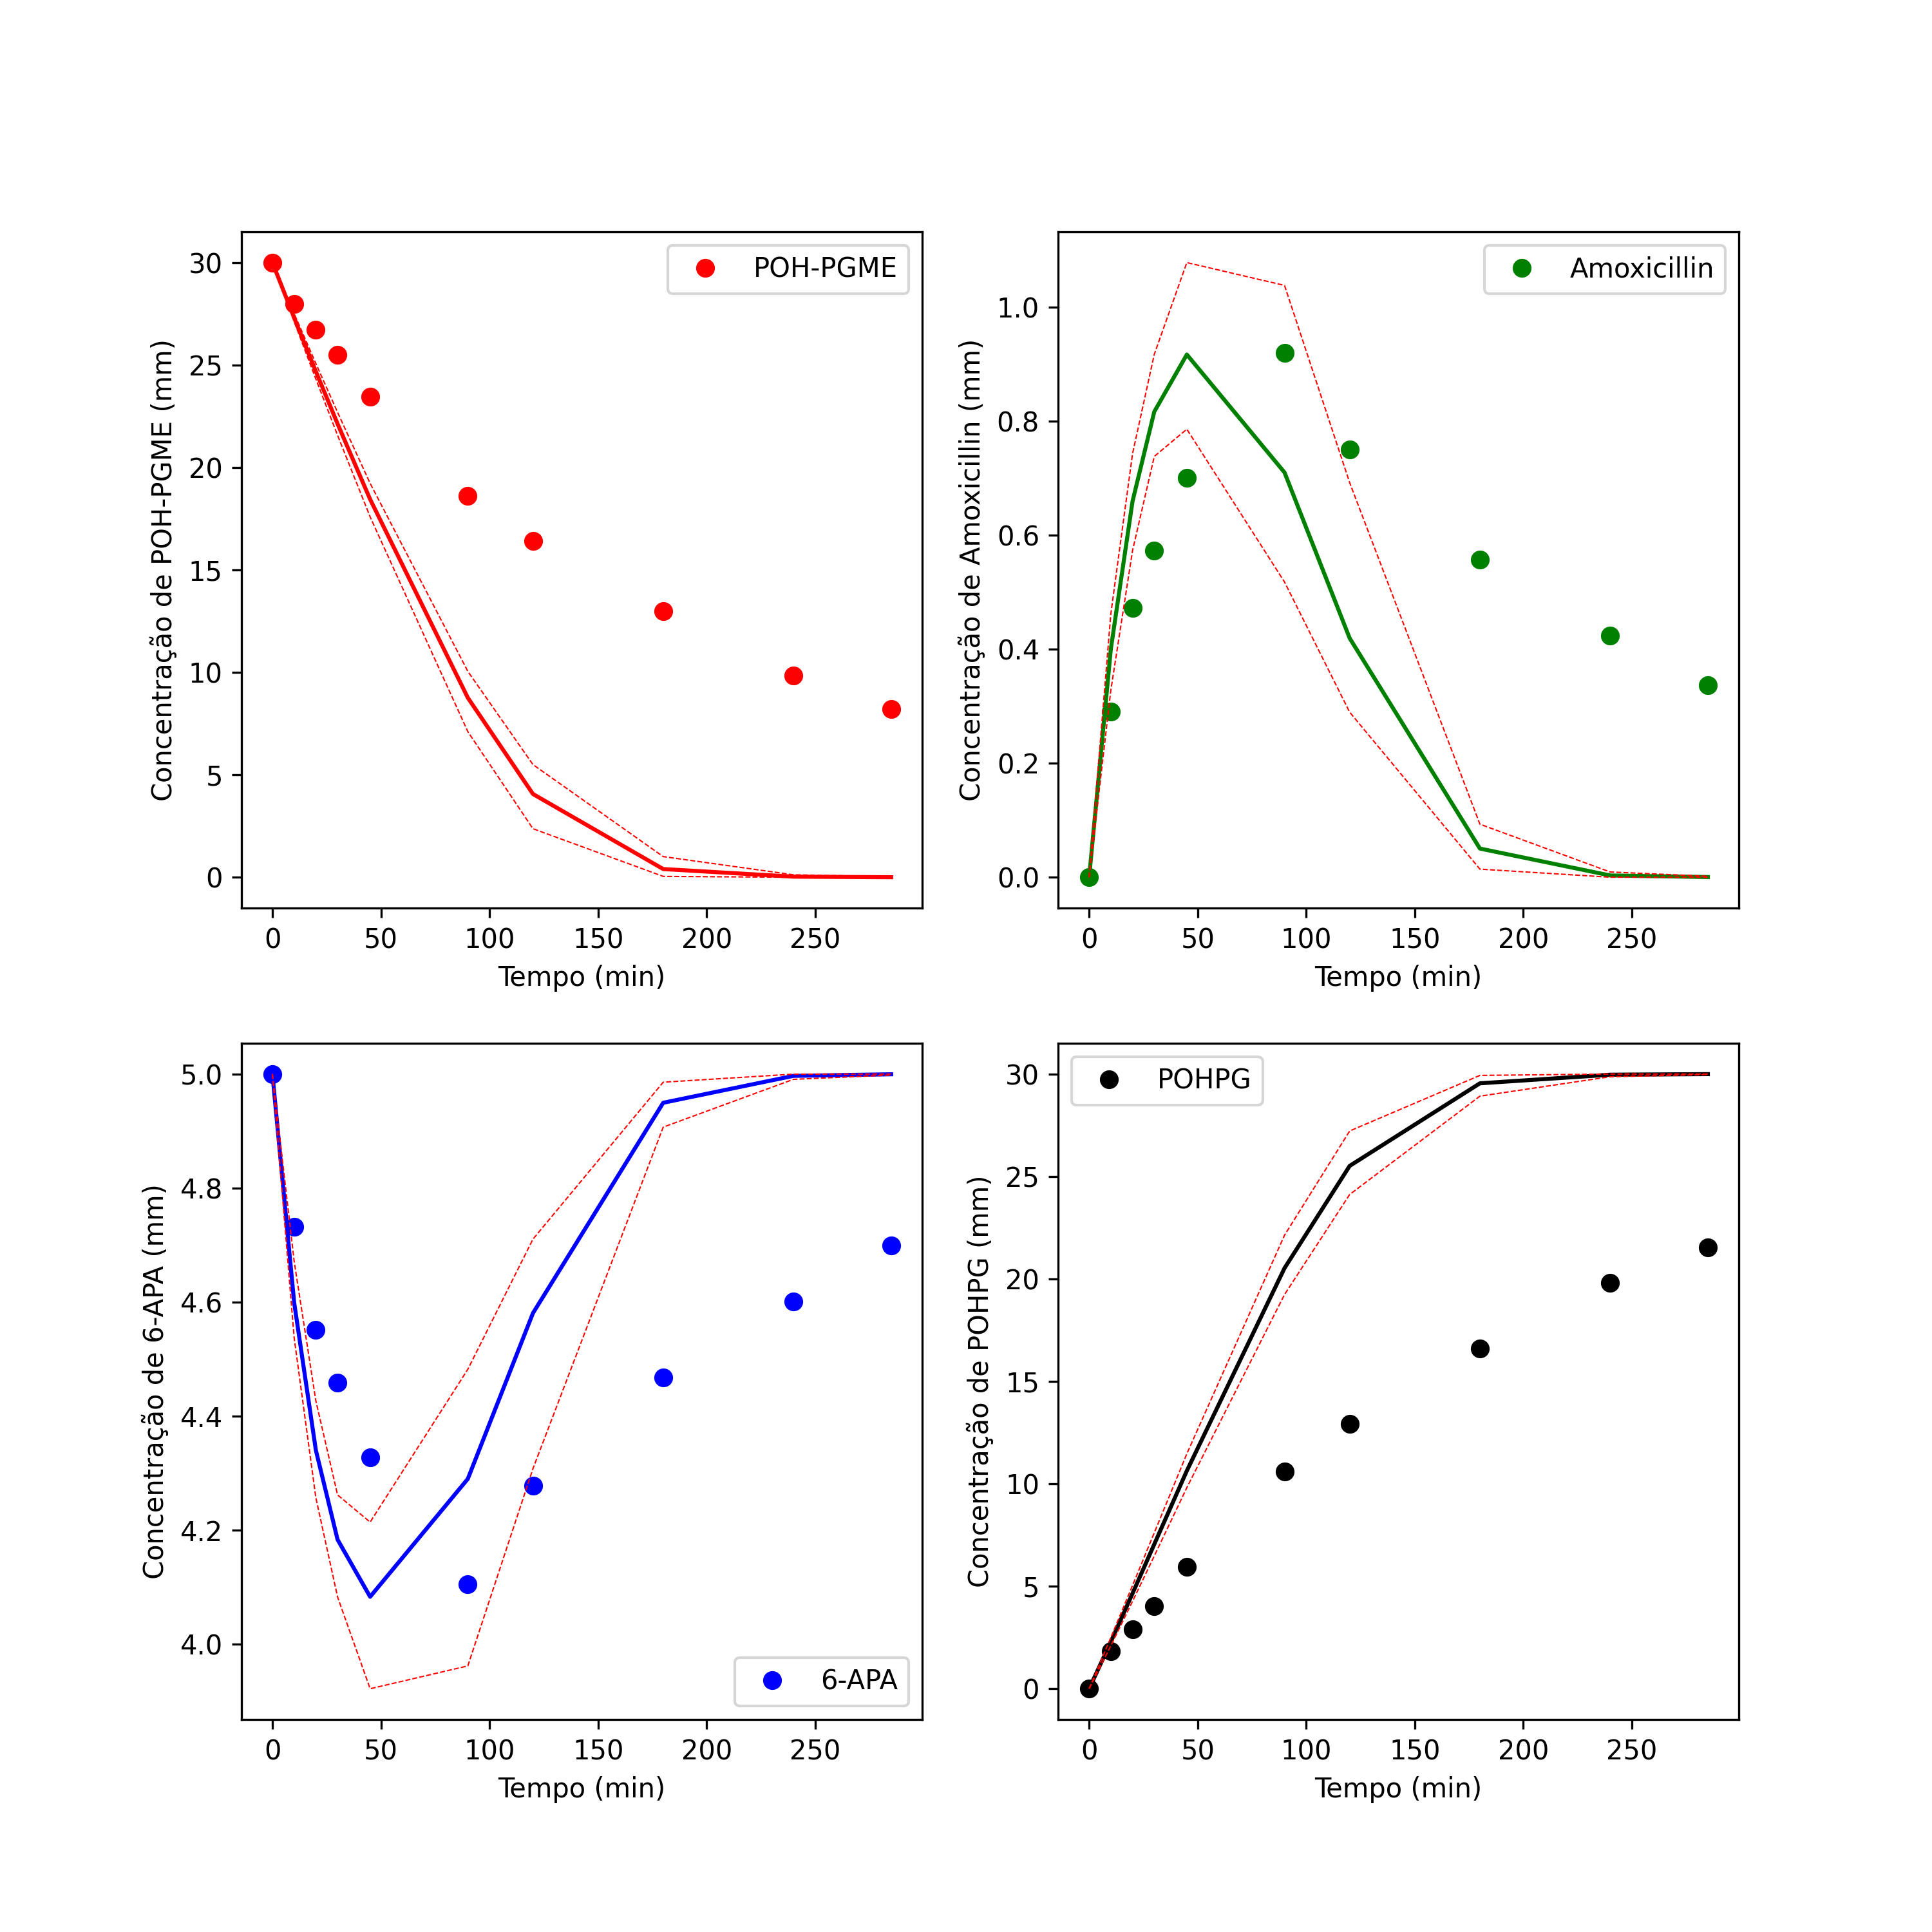 POH-PGME
Concentração de POH-PGME (mm)
30
25
20
15
10
5
0
0 50 100 150 200 250
Tempo (min)
Amoxicillin
Concentração de Amoxicillin (mm)
1.0
0.8
0.6
0.4
0.2
0.0
0 50 100 150 200 250
Tempo (min)
6-APA
Concentração de 6-APA (mm)
5.0
4.8
4.6
4.4
4.2
4.0
0 50 100 150 200 250
Tempo (min)
POHPG
Concentração de POHPG (mm)
30
25
20
15
10
5
0
0 50 100 150 200 250
Tempo (min)